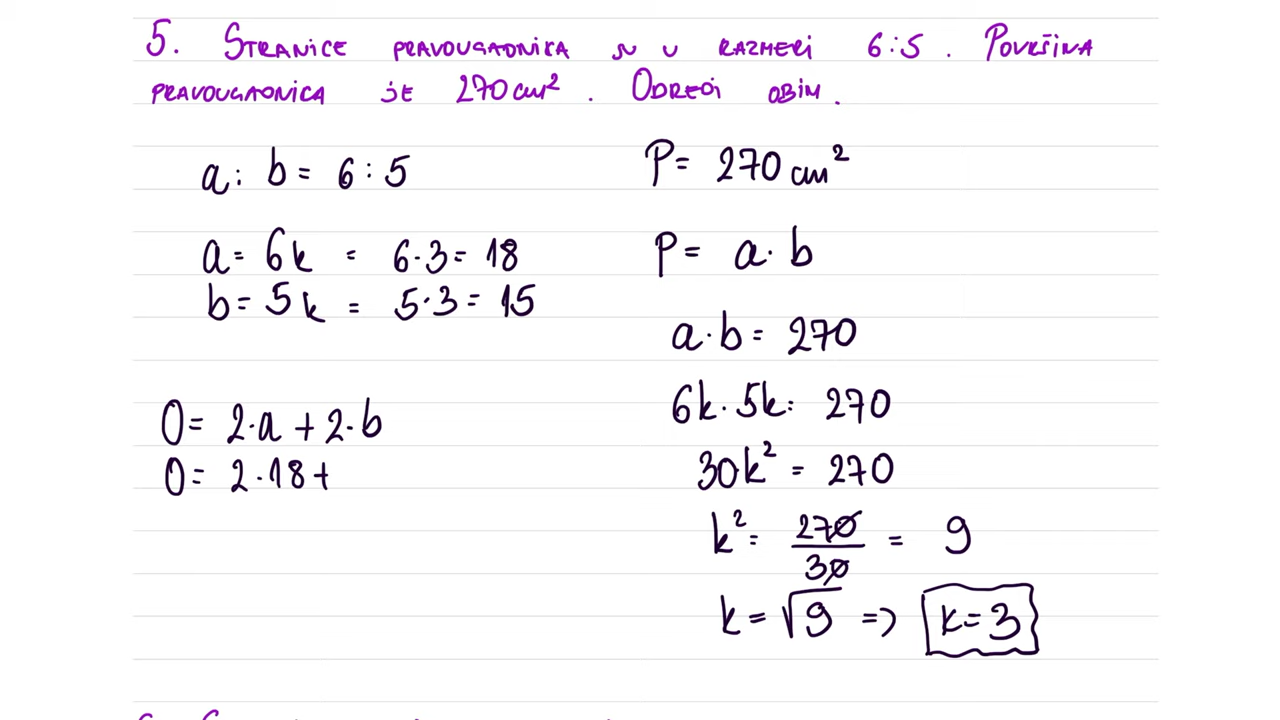 5. STRANICE PRAVOUGAONIKA SU U RAZMERI 6:5. POVRŠINA
PRAVOUGAONICA JE 270 cm². ODREDI OBIM.
a : b = 6 : 5
a = 6k = 6·3 = 18
b = 5k = 5·3 = 15
O = 2·a + 2·b
O = 2·18 +
P = 270 cm²
P = a·b
a·b = 270
6k·5k = 270
30k² = 270
k² = 270/30 = 9
k = √9 => k = 3